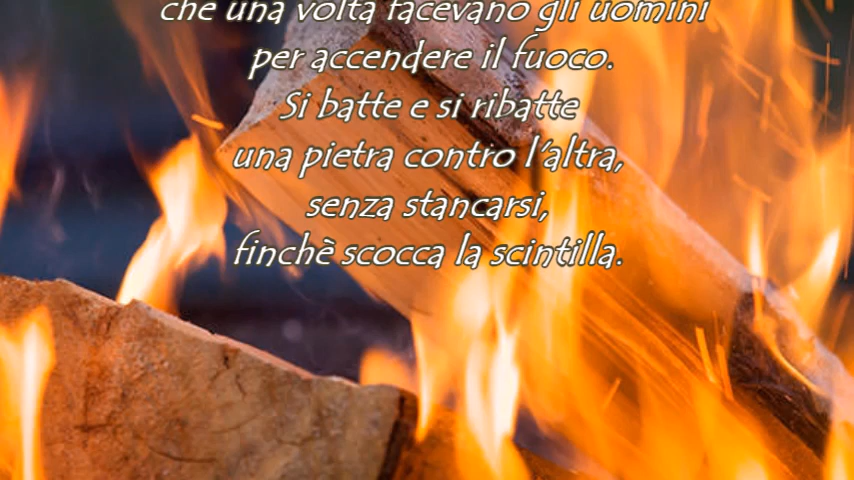 che una volta facevano gli uomini
per accendere il fuoco.
Si batte e si ribatte
una pietra contro l'altra,
senza stancarsi,
finchè scocca la scintilla.